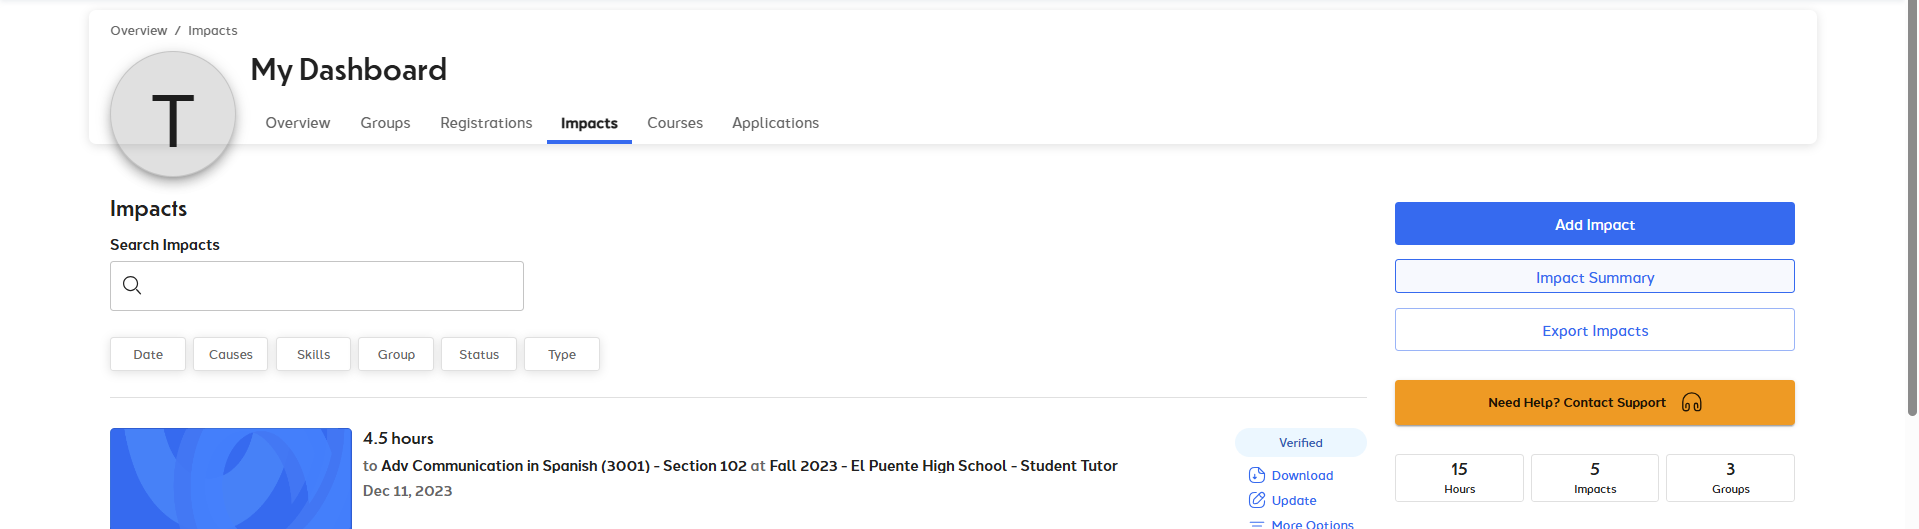 Overview / Impacts
T
My Dashboard
Overview Groups Registrations Impacts Courses Applications
Impacts
Search Impacts
Date Causes Skills Group Status Type
4.5 hours
to Adv Communication in Spanish (3001) - Section 102 at Fall 2023 - El Puente High School - Student Tutor
Dec 11, 2023
Verified
Download
Update
More Options
Add Impact
Impact Summary
Export Impacts
Need Help? Contact Support
15 5 3
Hours Impacts Groups